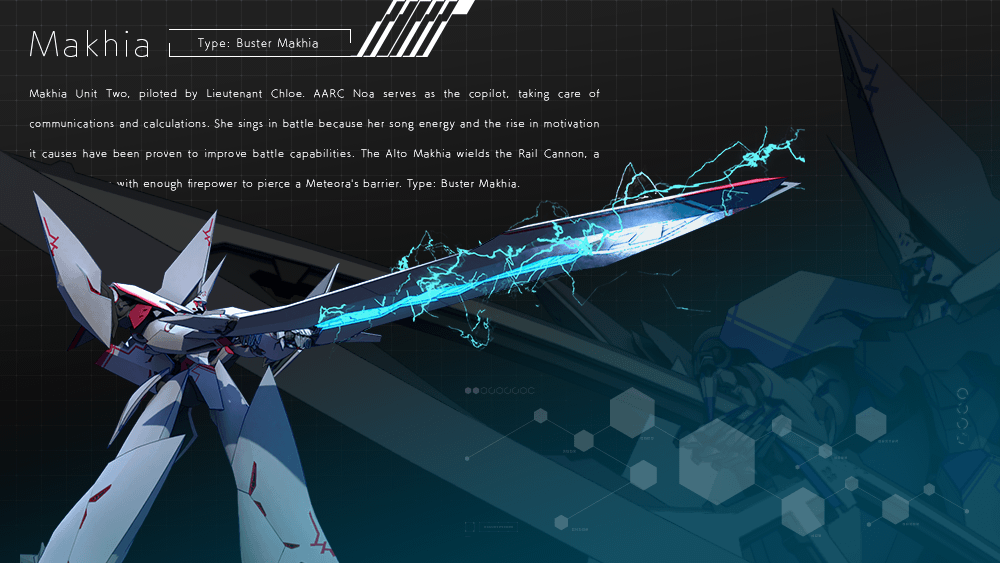 Makhia
Type: Buster Makhia
Makhia Unit Two, piloted by Lieutenant Chloe. AARC Noa serves as the copilot, taking care of
communications and calculations. She sings in battle because her song energy and the rise in motivation
it causes have been proven to improve battle capabilities. The Alto Makhia wields the Rail Cannon, a
with enough firepower to pierce a Meteora's barrier. Type: Buster Makhia.